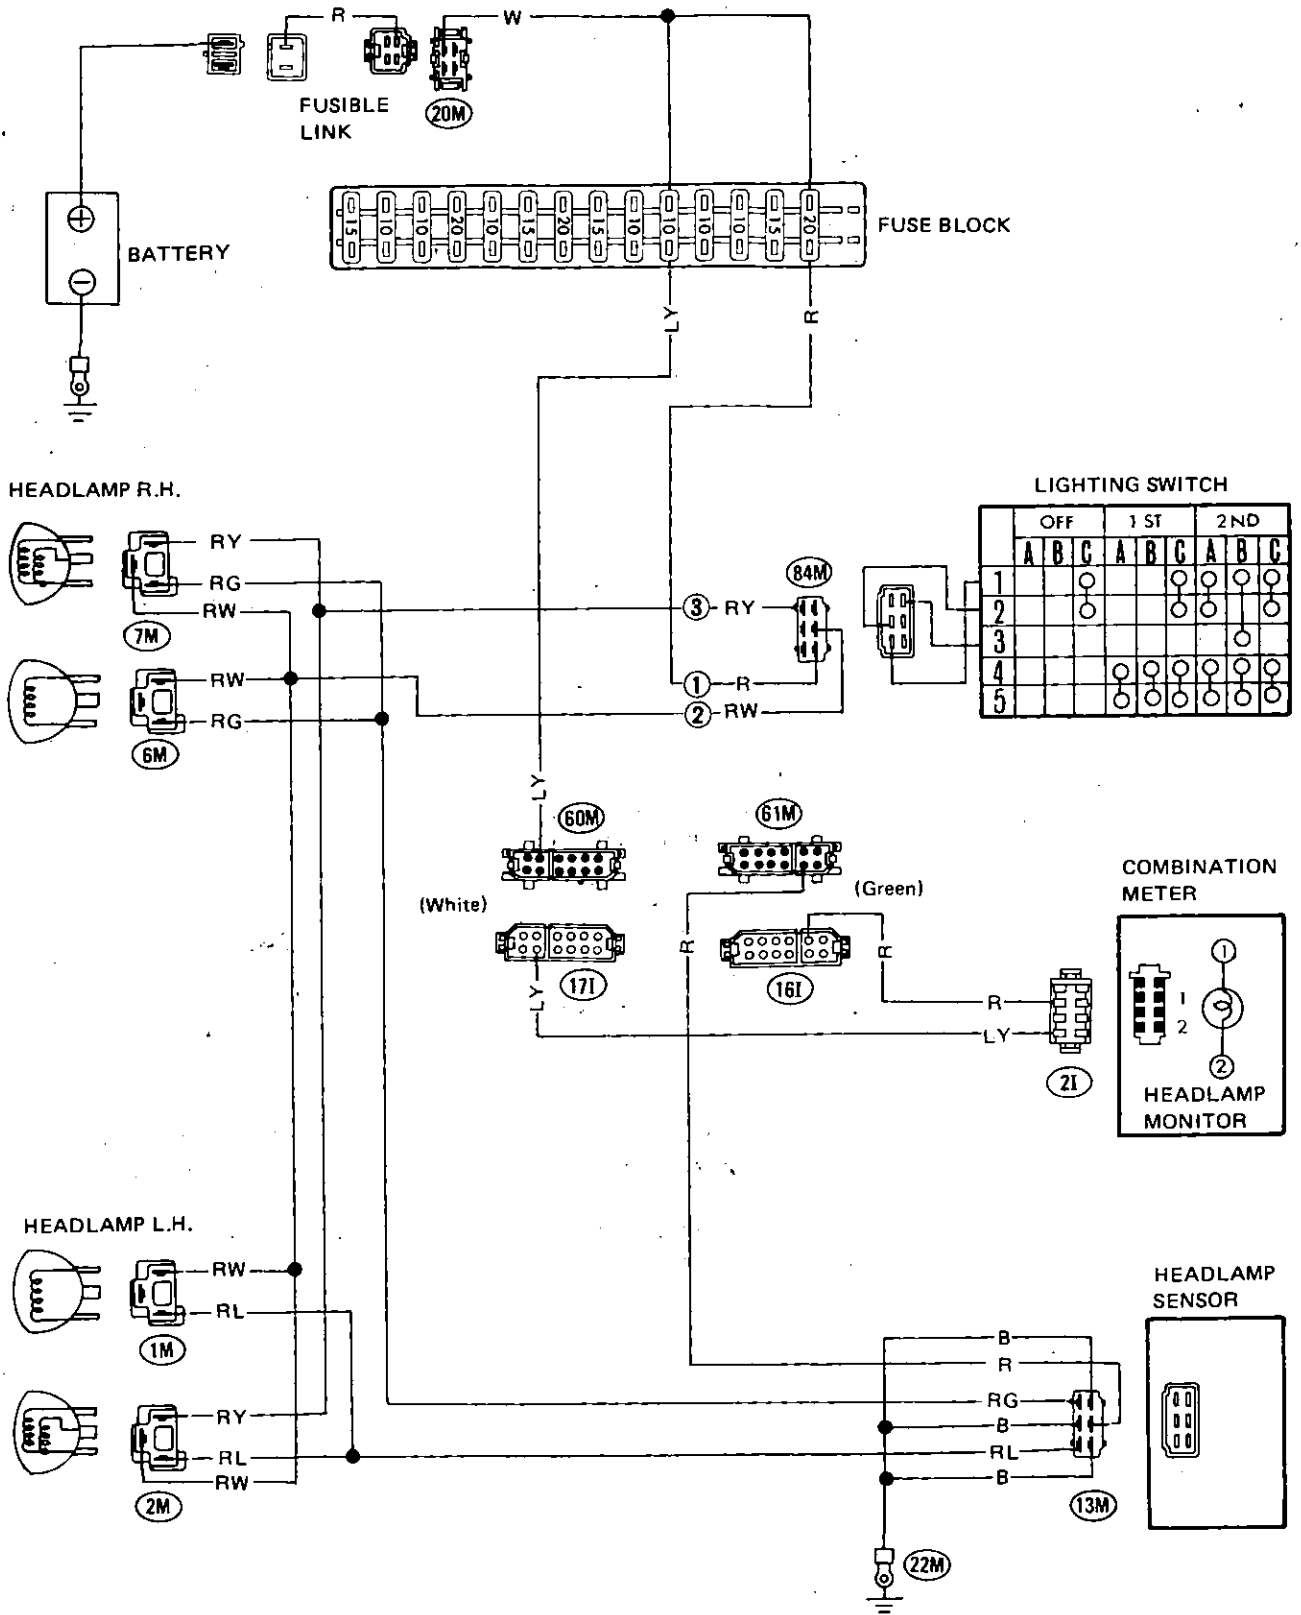 R
W
FUSIBLE
LINK
20M
+
BATTERY
−
15 10 10 20 10 15 20 15 10 10 10 10 15 20
FUSE BLOCK
LY
R
HEADLAMP R.H.
RY
RG
RW
7M
RW
RG
6M
3 RY
84M
1 R
2 RW
LIGHTING SWITCH
OFF 1 ST 2 ND
A B C A B C A B C
1
2
3
4
5
LY
60M
61M
(White)
(Green)
R
R
LY
17I
16I
R
LY
2I
COMBINATION
METER
1
1
2
2
HEADLAMP
MONITOR
HEADLAMP L.H.
RW
RL
1M
RY
RL
RW
2M
HEADLAMP
SENSOR
B
R
RG
B
RL
B
13M
22M